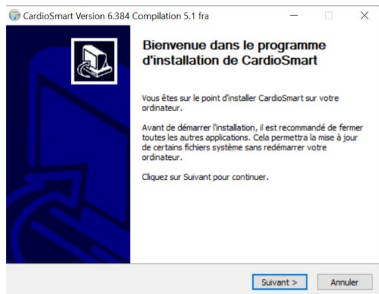 CardioSmart Version 6.384 Compilation 5.1 fra
Bienvenue dans le programme
d'installation de CardioSmart
Vous êtes sur le point d'installer CardioSmart sur votre
ordinateur.
Avant de démarrer l'installation, il est recommandé de fermer
toutes les autres applications. Cela permettra la mise à jour
de certains fichiers système sans redémarrer votre
ordinateur.
Cliquez sur Suivant pour continuer.
Suivant >
Annuler